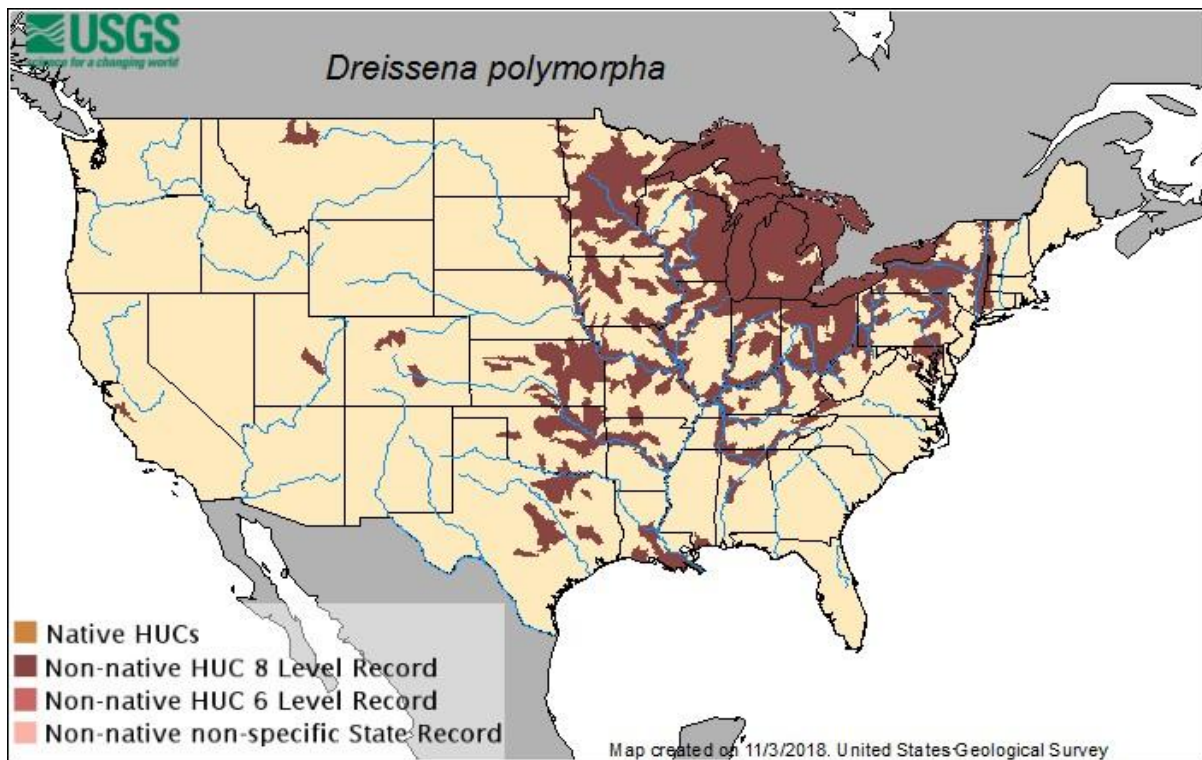 USGS
science for a changing world
Dreissena polymorpha
Native HUCs
Non-native HUC 8 Level Record
Non-native HUC 6 Level Record
Non-native non-specific State Record
Map created on 11/3/2018. United States Geological Survey